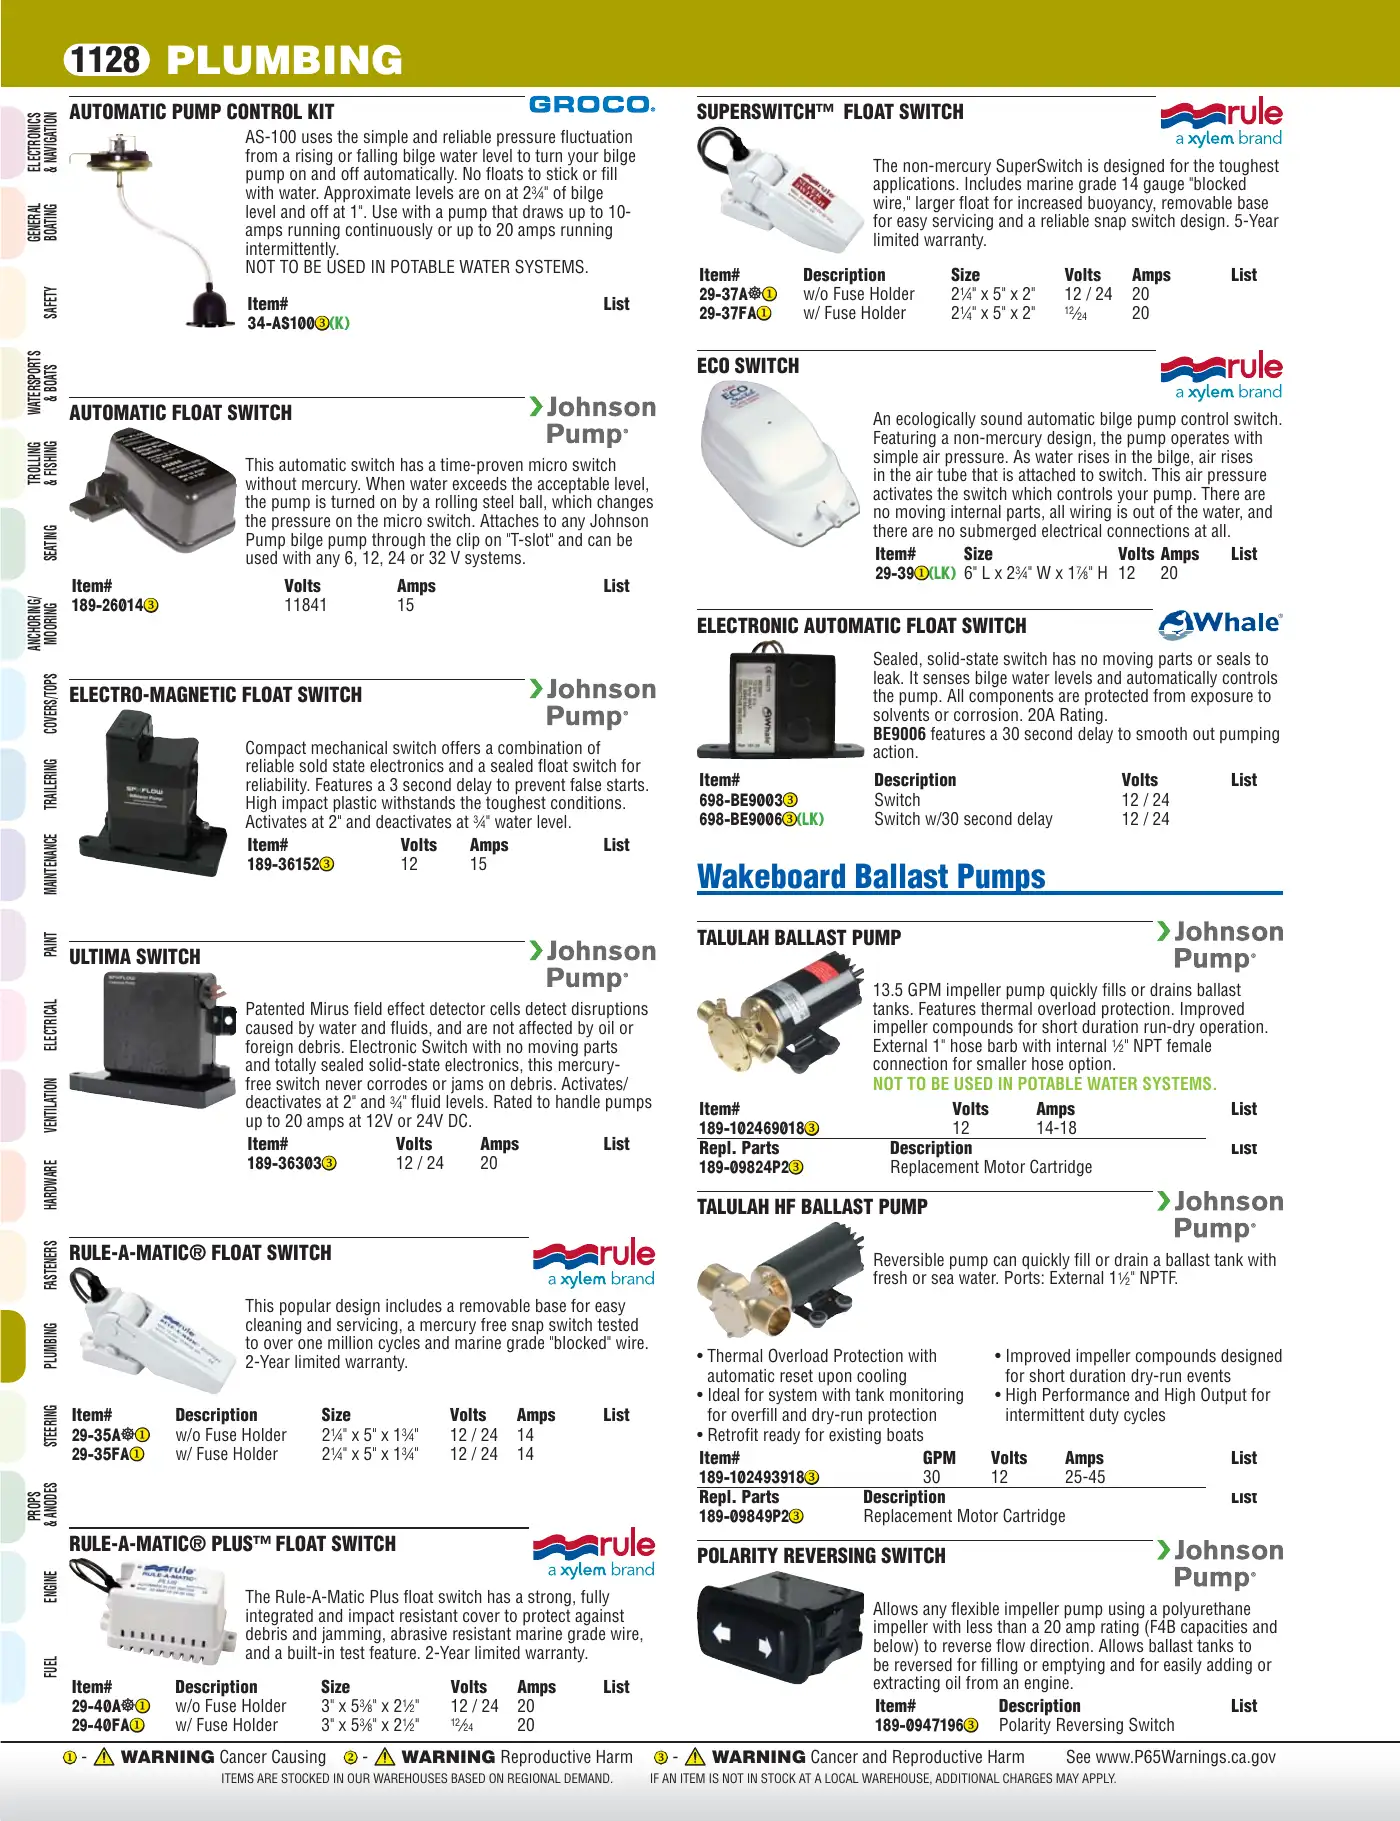 1128 PLUMBING
ELECTRONICS
& NAVIGATION
GENERAL
BOATING
SAFETY
WATERSPORTS
& BOATS
TROLLING
& FISHING
SEATING
ANCHORING/
MOORING
COVERS/TOPS
TRAILERING
MAINTENANCE
PAINT
ELECTRICAL
VENTILATION
HARDWARE
FASTENERS
PLUMBING
STEERING
PROPS
& ANODES
ENGINE
FUEL
AUTOMATIC PUMP CONTROL KIT
GROCO®
AS-100 uses the simple and reliable pressure fluctuation
from a rising or falling bilge water level to turn your bilge
pump on and off automatically. No floats to stick or fill
with water. Approximate levels are on at 2¾" of bilge
level and off at 1". Use with a pump that draws up to 10-
amps running continuously or up to 20 amps running
intermittently.
NOT TO BE USED IN POTABLE WATER SYSTEMS.
Item# List
34-AS100③(K)
AUTOMATIC FLOAT SWITCH
Johnson
Pump®
This automatic switch has a time-proven micro switch
without mercury. When water exceeds the acceptable level,
the pump is turned on by a rolling steel ball, which changes
the pressure on the micro switch. Attaches to any Johnson
Pump bilge pump through the clip on "T-slot" and can be
used with any 6, 12, 24 or 32 V systems.
Item# Volts Amps List
189-26014③ 11841 15
ELECTRO-MAGNETIC FLOAT SWITCH
Johnson
Pump®
SPXFLOW
Johnson Pump
Compact mechanical switch offers a combination of
reliable sold state electronics and a sealed float switch for
reliability. Features a 3 second delay to prevent false starts.
High impact plastic withstands the toughest conditions.
Activates at 2" and deactivates at ¾" water level.
Item# Volts Amps List
189-36152③ 12 15
ULTIMA SWITCH
Johnson
Pump®
SPXFLOW
Patented Mirus field effect detector cells detect disruptions
caused by water and fluids, and are not affected by oil or
foreign debris. Electronic Switch with no moving parts
and totally sealed solid-state electronics, this mercury-
free switch never corrodes or jams on debris. Activates/
deactivates at 2" and ¾" fluid levels. Rated to handle pumps
up to 20 amps at 12V or 24V DC.
Item# Volts Amps List
189-36303③ 12 / 24 20
RULE-A-MATIC® FLOAT SWITCH
rule
a xylem brand
This popular design includes a removable base for easy
cleaning and servicing, a mercury free snap switch tested
to over one million cycles and marine grade "blocked" wire.
2-Year limited warranty.
Item# Description Size Volts Amps List
29-35A☸① w/o Fuse Holder 2¼" x 5" x 1¾" 12 / 24 14
29-35FA① w/ Fuse Holder 2¼" x 5" x 1¾" 12 / 24 14
RULE-A-MATIC® PLUS™ FLOAT SWITCH
rule
a xylem brand
rule
RULE-A-MATIC
PLUS
The Rule-A-Matic Plus float switch has a strong, fully
integrated and impact resistant cover to protect against
debris and jamming, abrasive resistant marine grade wire,
and a built-in test feature. 2-Year limited warranty.
Item# Description Size Volts Amps List
29-40A☸① w/o Fuse Holder 3" x 5⅜" x 2½" 12 / 24 20
29-40FA① w/ Fuse Holder 3" x 5⅜" x 2½" 12⁄24 20
SUPERSWITCH™ FLOAT SWITCH
rule
a xylem brand
The non-mercury SuperSwitch is designed for the toughest
applications. Includes marine grade 14 gauge "blocked
wire," larger float for increased buoyancy, removable base
for easy servicing and a reliable snap switch design. 5-Year
limited warranty.
Item# Description Size Volts Amps List
29-37A☸① w/o Fuse Holder 2¼" x 5" x 2" 12 / 24 20
29-37FA① w/ Fuse Holder 2¼" x 5" x 2" 12⁄24 20
ECO SWITCH
rule
a xylem brand
ECO
Switch
An ecologically sound automatic bilge pump control switch.
Featuring a non-mercury design, the pump operates with
simple air pressure. As water rises in the bilge, air rises
in the air tube that is attached to switch. This air pressure
activates the switch which controls your pump. There are
no moving internal parts, all wiring is out of the water, and
there are no submerged electrical connections at all.
Item# Size Volts Amps List
29-39①(LK) 6" L x 2¾" W x 1⅞" H 12 20
ELECTRONIC AUTOMATIC FLOAT SWITCH
Whale®
Whale
Sealed, solid-state switch has no moving parts or seals to
leak. It senses bilge water levels and automatically controls
the pump. All components are protected from exposure to
solvents or corrosion. 20A Rating.
BE9006 features a 30 second delay to smooth out pumping
action.
Item# Description Volts List
698-BE9003③ Switch 12 / 24
698-BE9006③(LK) Switch w/30 second delay 12 / 24
Wakeboard Ballast Pumps
TALULAH BALLAST PUMP
Johnson
Pump®
13.5 GPM impeller pump quickly fills or drains ballast
tanks. Features thermal overload protection. Improved
impeller compounds for short duration run-dry operation.
External 1" hose barb with internal ½" NPT female
connection for smaller hose option.
NOT TO BE USED IN POTABLE WATER SYSTEMS.
Item# Volts Amps List
189-102469018③ 12 14-18
Repl. Parts Description List
189-09824P2③ Replacement Motor Cartridge
TALULAH HF BALLAST PUMP
Johnson
Pump®
Reversible pump can quickly fill or drain a ballast tank with
fresh or sea water. Ports: External 1½" NPTF.
• Thermal Overload Protection with
automatic reset upon cooling
• Ideal for system with tank monitoring
for overfill and dry-run protection
• Retrofit ready for existing boats
• Improved impeller compounds designed
for short duration dry-run events
• High Performance and High Output for
intermittent duty cycles
Item# GPM Volts Amps List
189-102493918③ 30 12 25-45
Repl. Parts Description List
189-09849P2③ Replacement Motor Cartridge
POLARITY REVERSING SWITCH
Johnson
Pump®
Allows any flexible impeller pump using a polyurethane
impeller with less than a 20 amp rating (F4B capacities and
below) to reverse flow direction. Allows ballast tanks to
be reversed for filling or emptying and for easily adding or
extracting oil from an engine.
Item# Description List
189-0947196③ Polarity Reversing Switch
① - ⚠ WARNING Cancer Causing ② - ⚠ WARNING Reproductive Harm ③ - ⚠ WARNING Cancer and Reproductive Harm See www.P65Warnings.ca.gov
ITEMS ARE STOCKED IN OUR WAREHOUSES BASED ON REGIONAL DEMAND. IF AN ITEM IS NOT IN STOCK AT A LOCAL WAREHOUSE, ADDITIONAL CHARGES MAY APPLY.